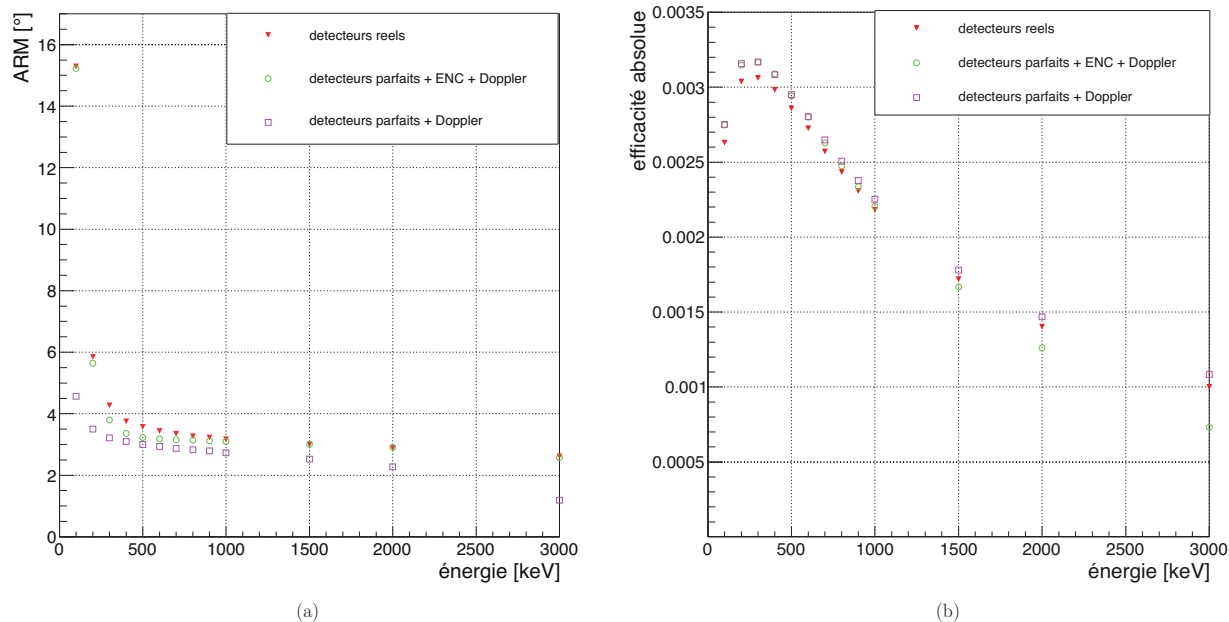 ARM [°]
16
14
12
10
8
6
4
2
0
0 500 1000 1500 2000 2500 3000
énergie [keV]
detecteurs reels
detecteurs parfaits + ENC + Doppler
detecteurs parfaits + Doppler
(a)
efficacité absolue
0.0035
0.003
0.0025
0.002
0.0015
0.001
0.0005
0 500 1000 1500 2000 2500 3000
énergie [keV]
detecteurs reels
detecteurs parfaits + ENC + Doppler
detecteurs parfaits + Doppler
(b)